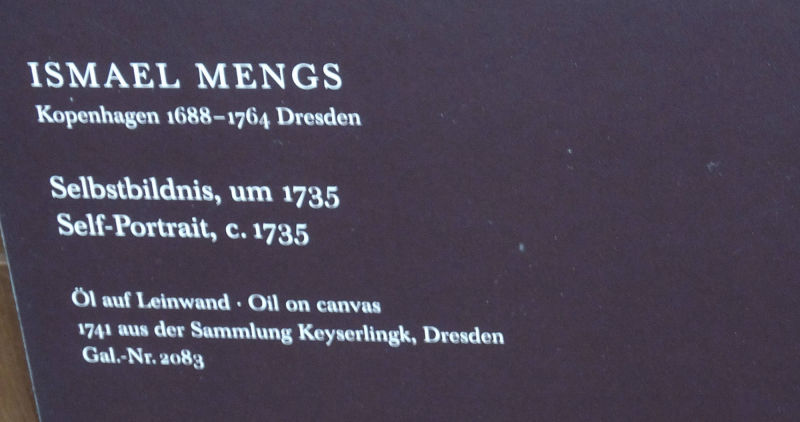 ISMAEL MENGS
Kopenhagen 1688–1764 Dresden
Selbstbildnis, um 1735
Self-Portrait, c. 1735
Öl auf Leinwand · Oil on canvas
1741 aus der Sammlung Keyserlingk, Dresden
Gal.-Nr. 2083